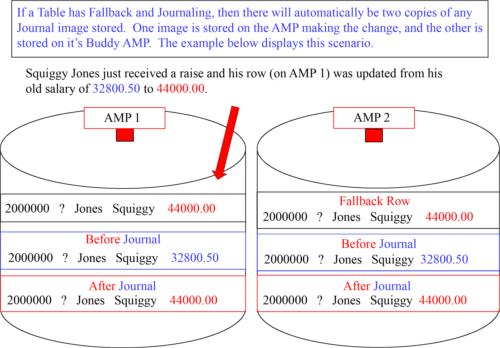 If a Table has Fallback and Journaling, then there will automatically be two copies of any
Journal image stored.  One image is stored on the AMP making the change, and the other is
stored on it's Buddy AMP.  The example below displays this scenario.
Squiggy Jones just received a raise and his row (on AMP 1) was updated from his
old salary of 32800.50 to 44000.00.
AMP 1
2000000 ? Jones Squiggy 44000.00
Before Journal
2000000 ? Jones Squiggy 32800.50
After Journal
2000000 ? Jones Squiggy 44000.00
AMP 2
Fallback Row
2000000 ? Jones Squiggy 44000.00
Before Journal
2000000 ? Jones Squiggy 32800.50
After Journal
2000000 ? Jones Squiggy 44000.00